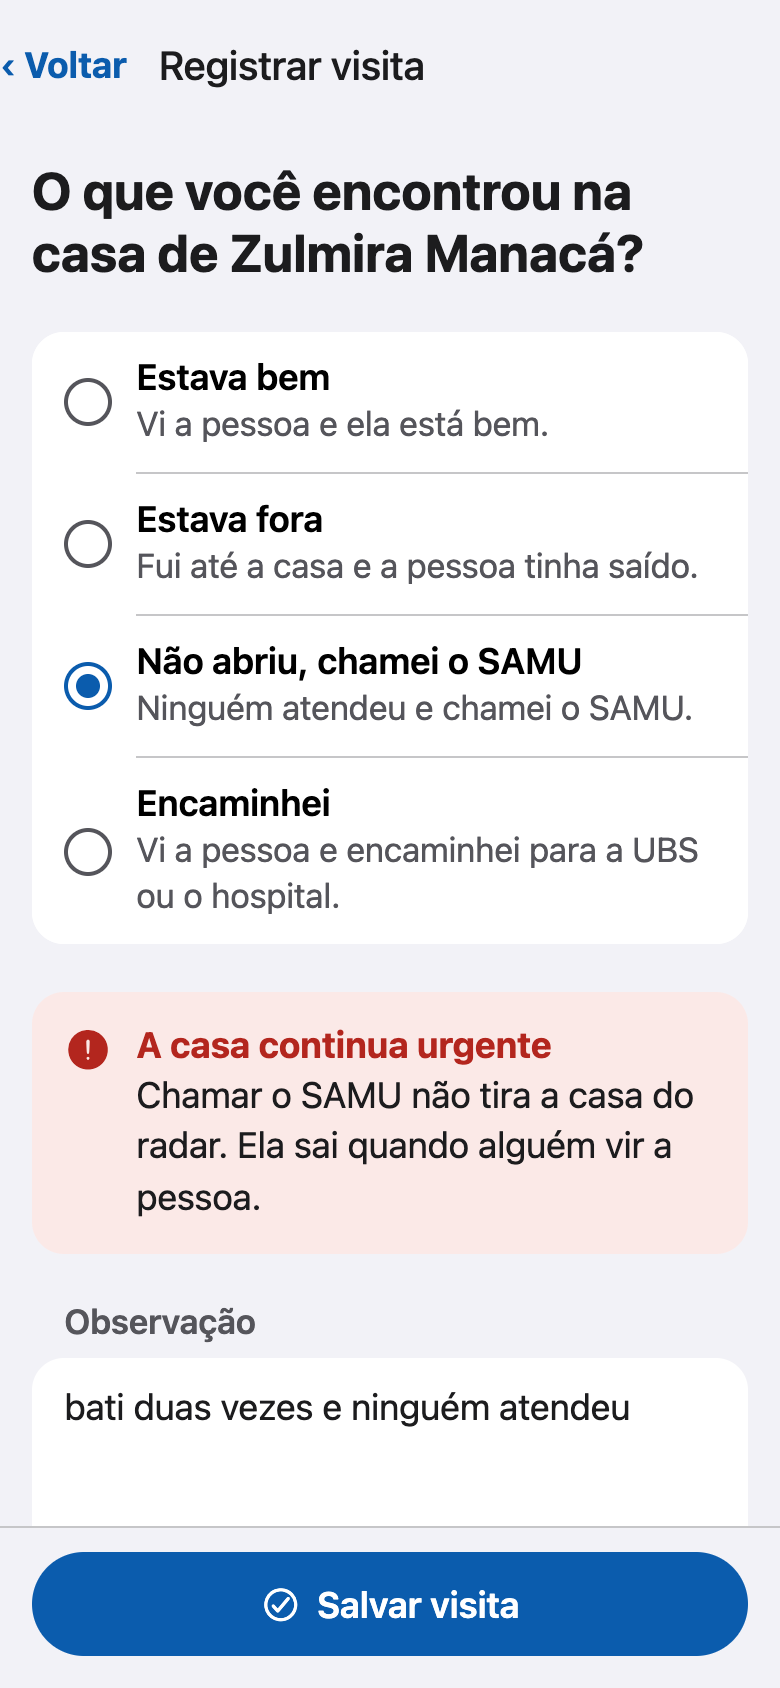 ‹ Voltar Registrar visita
O que você encontrou na
casa de Zulmira Manacá?
Estava bem
Vi a pessoa e ela está bem.
Estava fora
Fui até a casa e a pessoa tinha saído.
Não abriu, chamei o SAMU
Ninguém atendeu e chamei o SAMU.
Encaminhei
Vi a pessoa e encaminhei para a UBS
ou o hospital.
A casa continua urgente
Chamar o SAMU não tira a casa do
radar. Ela sai quando alguém vir a
pessoa.
Observação
bati duas vezes e ninguém atendeu
Salvar visita